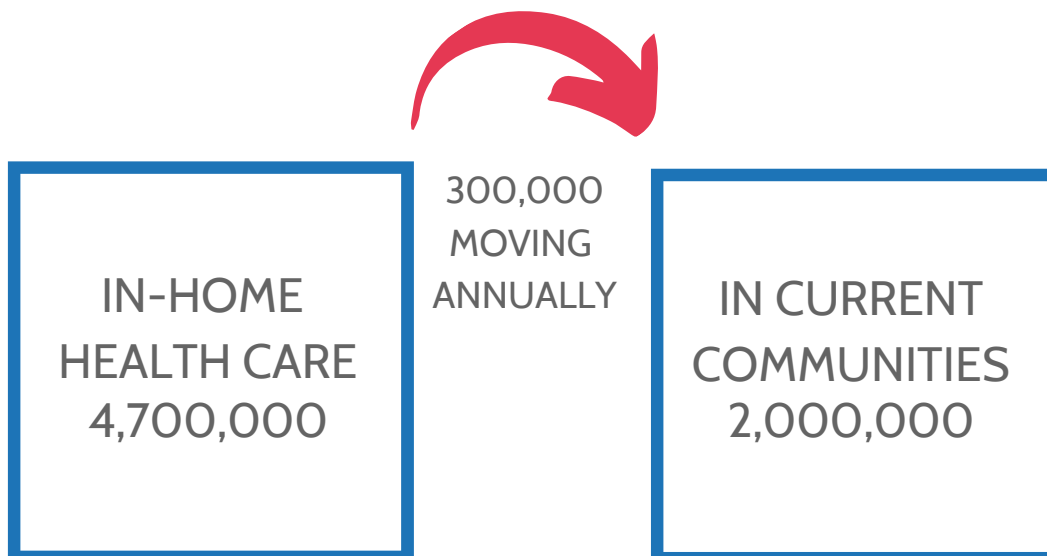 IN-HOME
HEALTH CARE
4,700,000
300,000
MOVING
ANNUALLY
IN CURRENT
COMMUNITIES
2,000,000